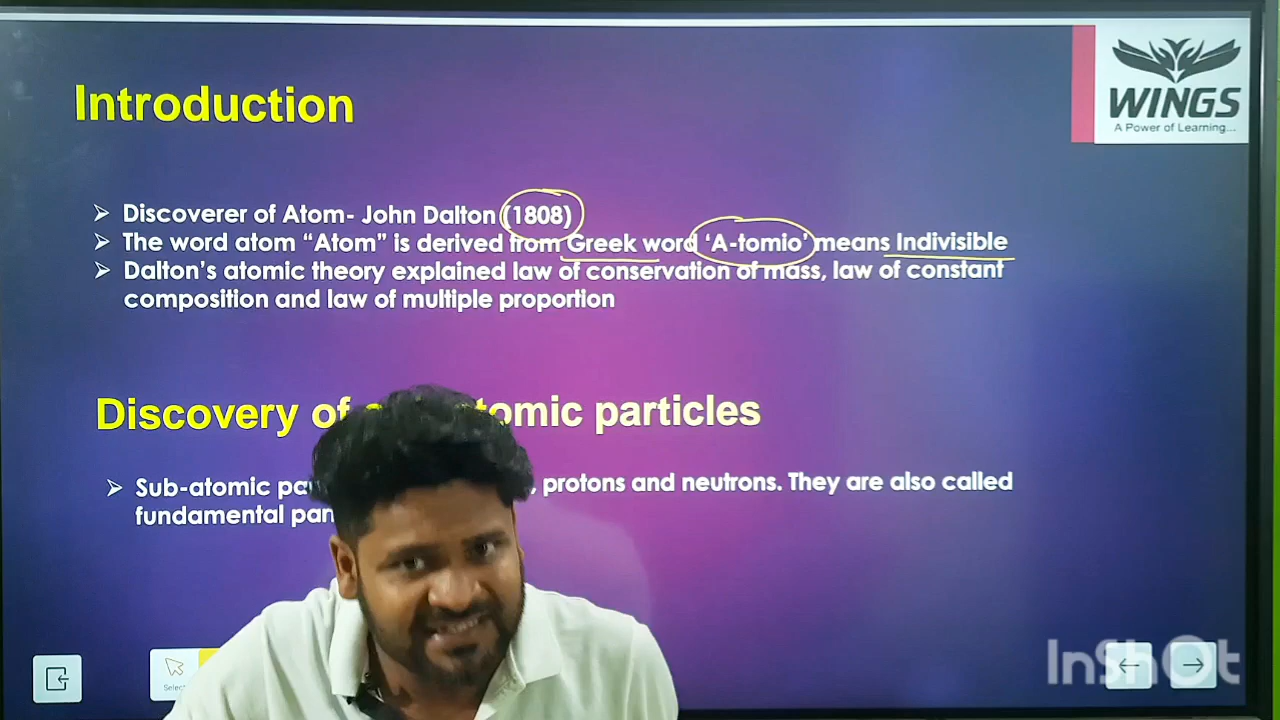 Introduction
WINGS
A Power of Learning...
➢ Discoverer of Atom- John Dalton (1808)
➢ The word atom “Atom” is derived from Greek word ‘A-tomio’ means Indivisible
➢ Dalton’s atomic theory explained law of conservation of mass, law of constant
composition and law of multiple proportion
Discovery of tomic particles
➢ Sub-atomic , protons and neutrons. They are also called
fundamental
Select
InShOt